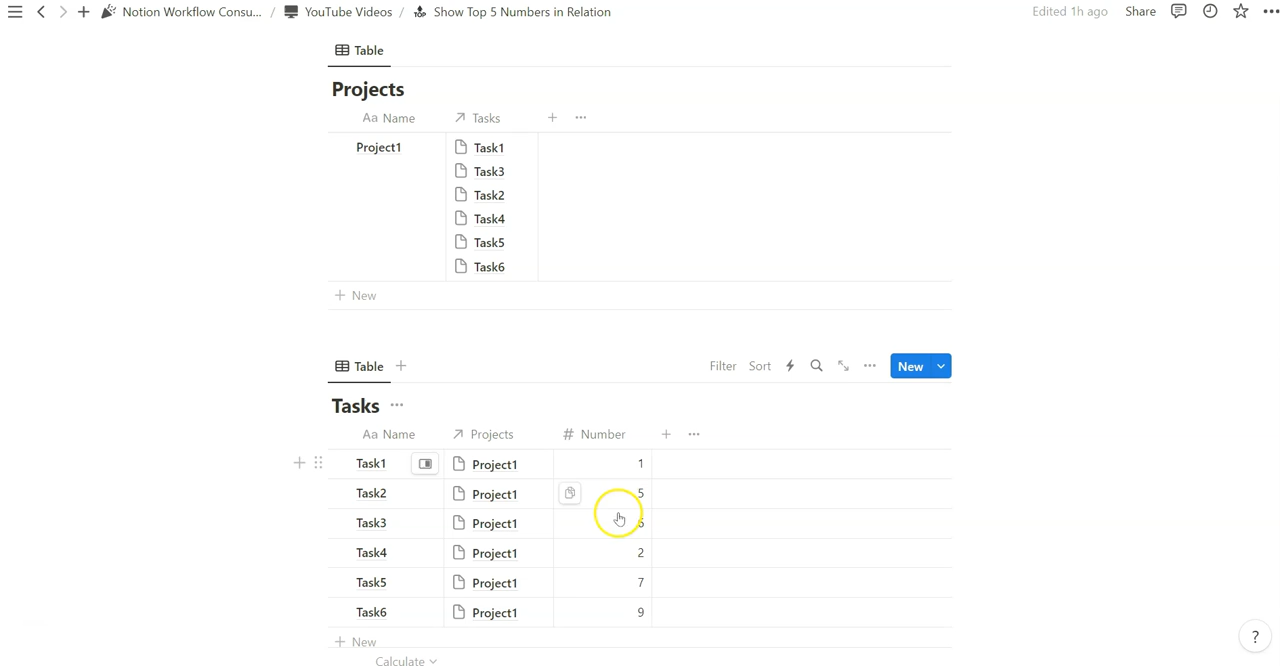 Notion Workflow Consu... / YouTube Videos / Show Top 5 Numbers in Relation Edited 1h ago Share
Table
Projects
Aa Name Tasks
Project1 Task1
Task3
Task2
Task4
Task5
Task6
+ New
Table Filter Sort New
Tasks
Aa Name Projects # Number
Task1 Project1 1
Task2 Project1 5
Task3 Project1 6
Task4 Project1 2
Task5 Project1 7
Task6 Project1 9
+ New
Calculate
?